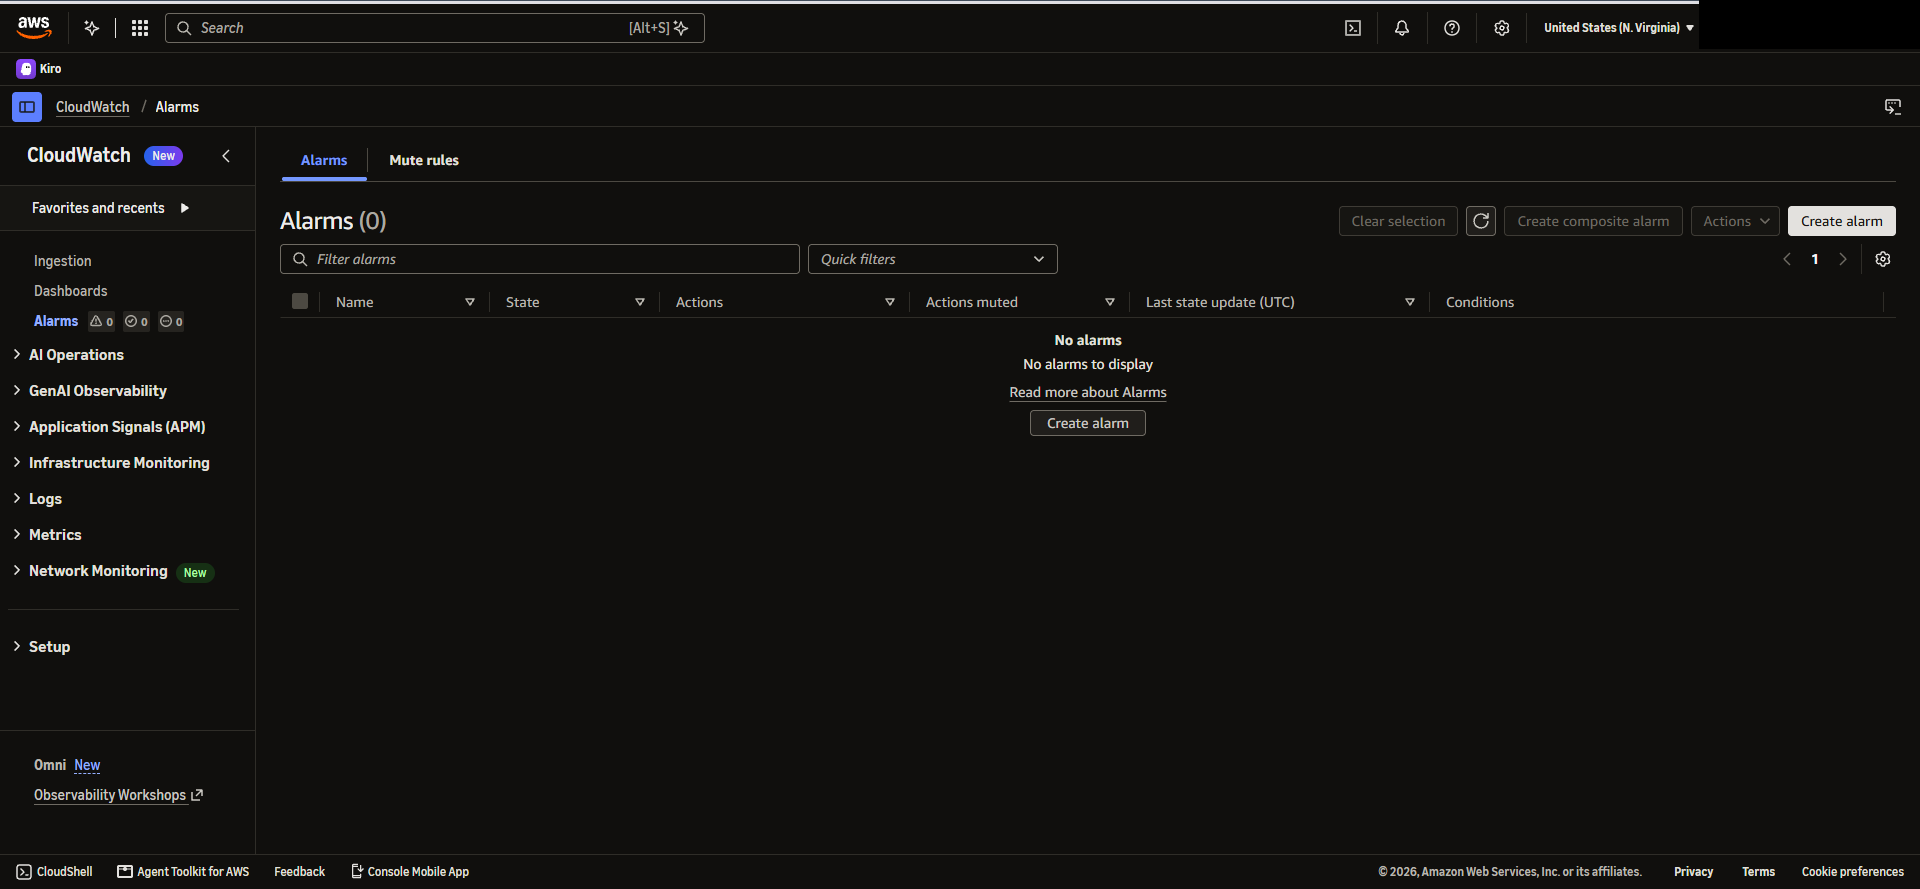 aws
Search [Alt+S]
United States (N. Virginia)
Kiro
CloudWatch / Alarms
CloudWatch New
Favorites and recents
Ingestion
Dashboards
Alarms 0 0 0
AI Operations
GenAI Observability
Application Signals (APM)
Infrastructure Monitoring
Logs
Metrics
Network Monitoring New
Setup
Omni New
Observability Workshops
Alarms Mute rules
Alarms (0)
Clear selection Create composite alarm Actions Create alarm
Filter alarms Quick filters 1
Name State Actions Actions muted Last state update (UTC) Conditions
No alarms
No alarms to display
Read more about Alarms
Create alarm
CloudShell Agent Toolkit for AWS Feedback Console Mobile App © 2026, Amazon Web Services, Inc. or its affiliates. Privacy Terms Cookie preferences